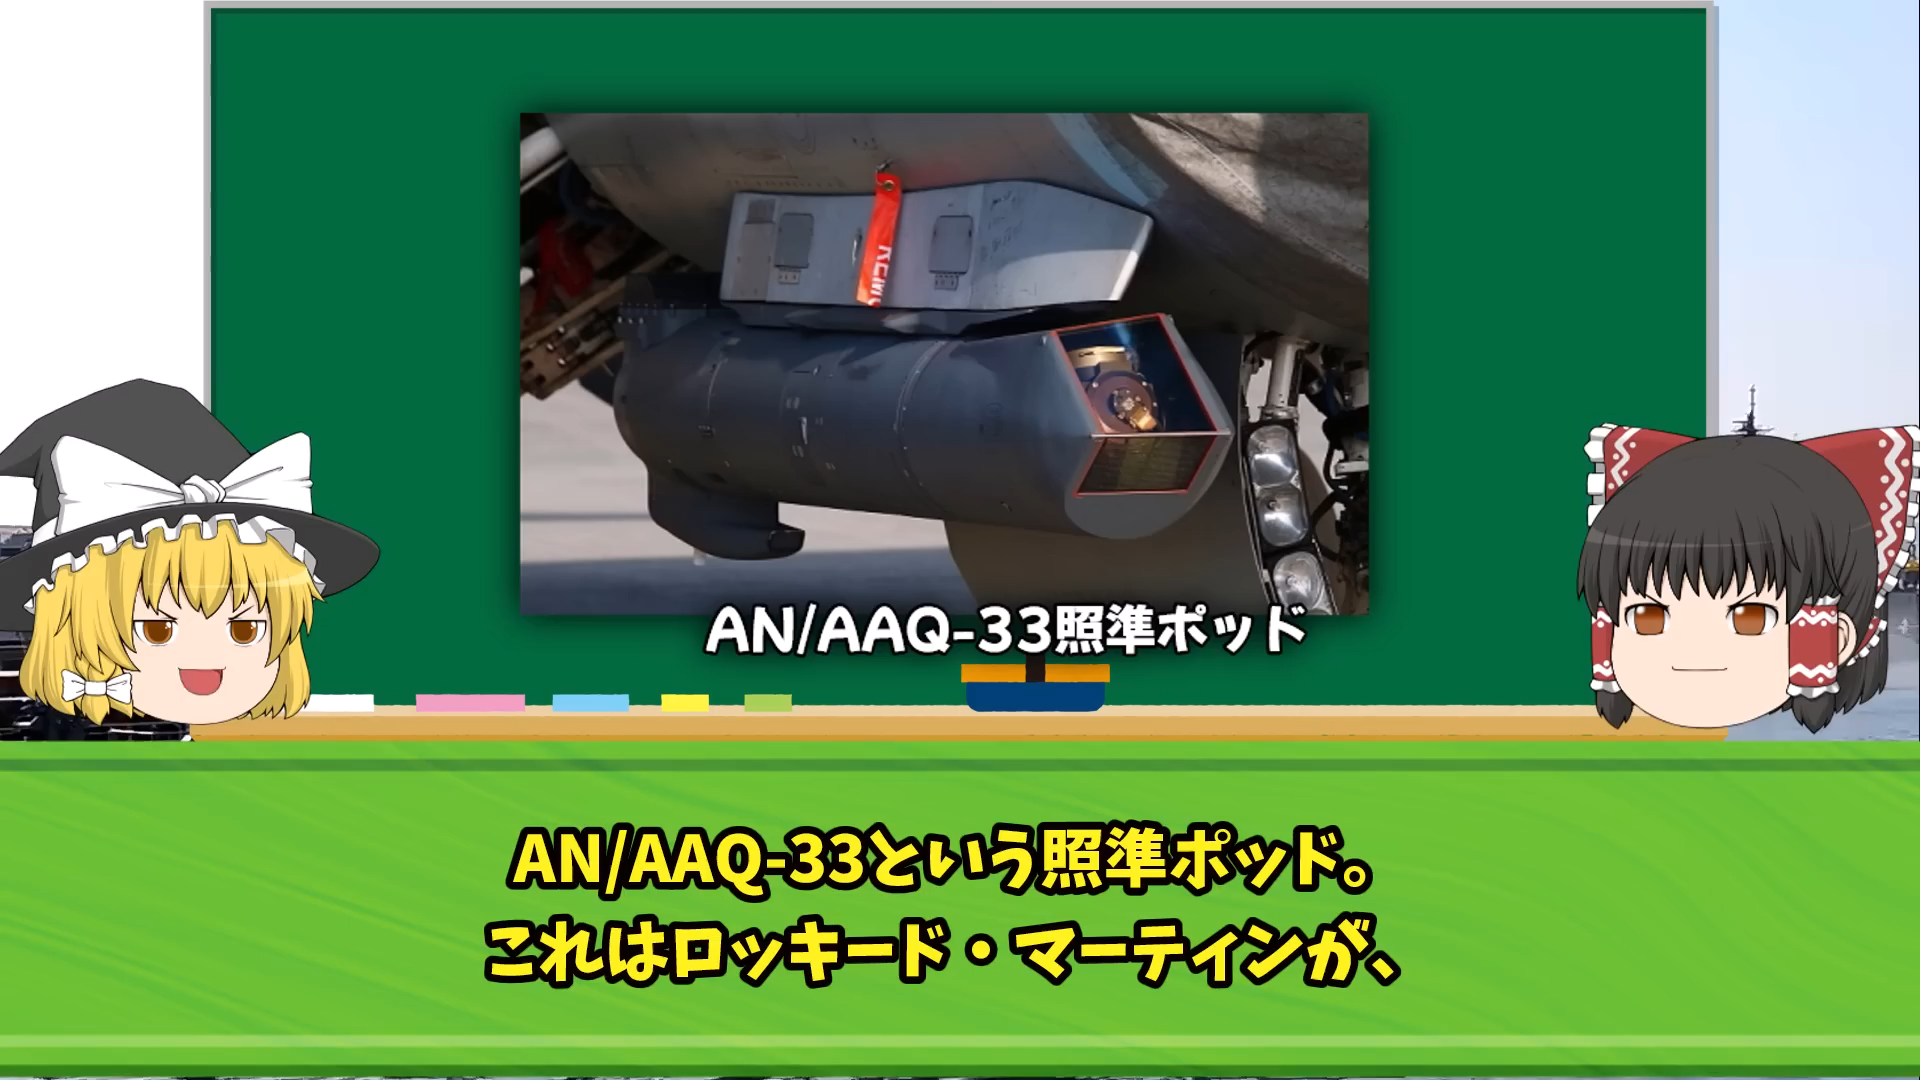 REMO
AN/AAQ-33照準ポッド
AN/AAQ-33という照準ポッド。
これはロッキード・マーティンが、